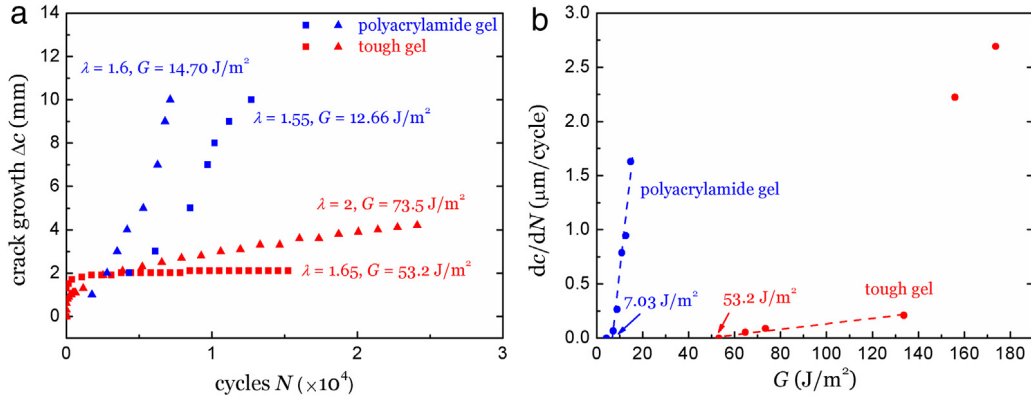 a
crack growth Δc (mm)
14
12
10
8
6
4
2
0
polyacrylamide gel
tough gel
λ = 1.6, G = 14.70 J/m²
λ = 1.55, G = 12.66 J/m²
λ = 2, G = 73.5 J/m²
λ = 1.65, G = 53.2 J/m²
0 1 2 3
cycles N (×10⁴)
b
dc/dN (μm/cycle)
3.0
2.5
2.0
1.5
1.0
0.5
0.0
polyacrylamide gel
7.03 J/m²
53.2 J/m²
tough gel
0 20 40 60 80 100 120 140 160 180
G (J/m²)